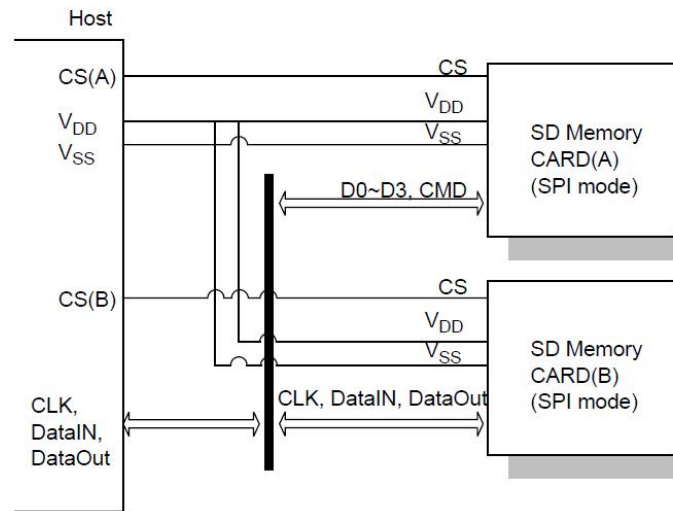 Host
CS(A)
VDD
VSS
CS
VDD
VSS
SD Memory
CARD(A)
(SPI mode)
D0~D3, CMD
CS(B)
CS
VDD
VSS
SD Memory
CARD(B)
(SPI mode)
CLK,
DataIN,
DataOut
CLK, DataIN, DataOut